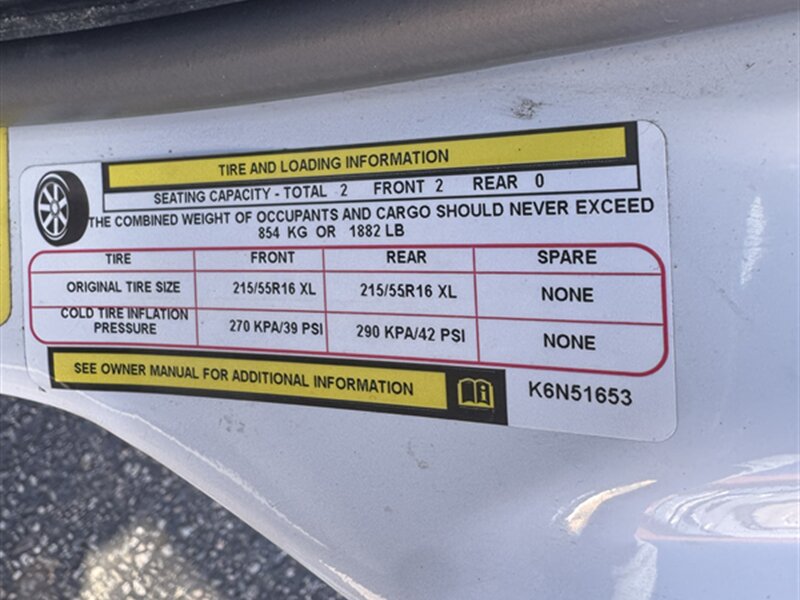 TIRE AND LOADING INFORMATION
SEATING CAPACITY - TOTAL 2 FRONT 2 REAR 0
THE COMBINED WEIGHT OF OCCUPANTS AND CARGO SHOULD NEVER EXCEED
854 KG OR 1882 LB
TIRE FRONT REAR SPARE
ORIGINAL TIRE SIZE 215/55R16 XL 215/55R16 XL NONE
COLD TIRE INFLATION
PRESSURE 270 KPA/39 PSI 290 KPA/42 PSI NONE
SEE OWNER MANUAL FOR ADDITIONAL INFORMATION
K6N51653